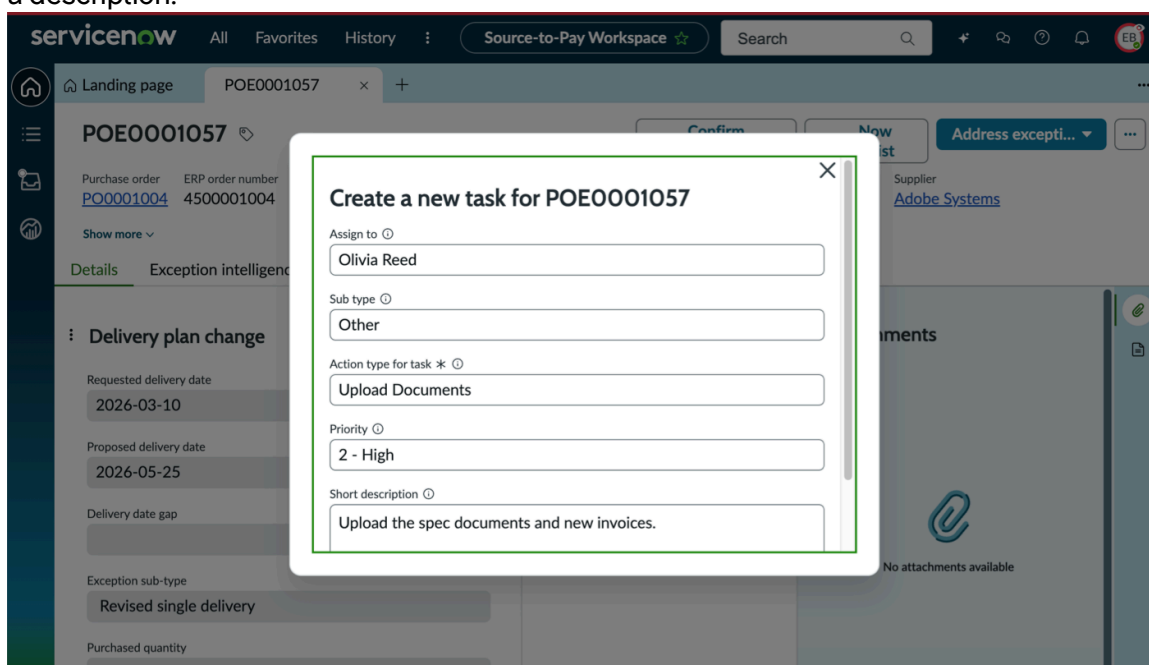 a description.
servicenow All Favorites History Source-to-Pay Workspace Search EB
Landing page POE0001057
POE0001057
Confirm
Now
Address excepti...
Purchase order ERP order number
PO0001004 4500001004
Supplier
Adobe Systems
Show more
Details Exception intelligenc
Create a new task for POE0001057
Assign to
Olivia Reed
Sub type
Other
Action type for task *
Upload Documents
Priority
2 - High
Short description
Upload the spec documents and new invoices.
Delivery plan change
Requested delivery date
2026-03-10
Proposed delivery date
2026-05-25
Delivery date gap
Exception sub-type
Revised single delivery
Purchased quantity
No attachments available